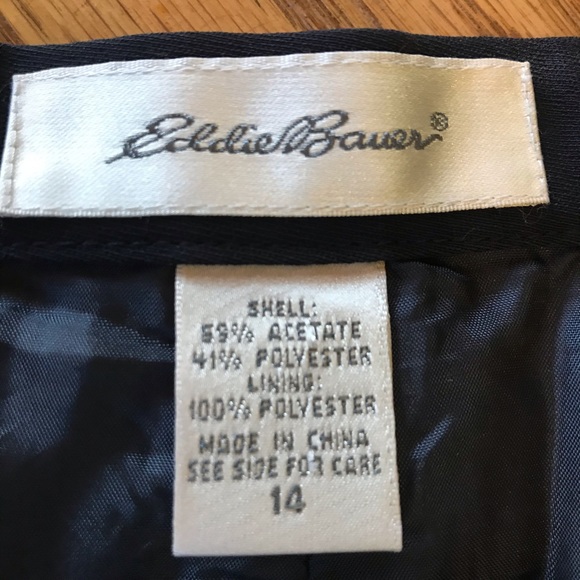 Eddie Bauer®
SHELL:
59% ACETATE
41% POLYESTER
LINING:
100% POLYESTER
MADE IN CHINA
SEE SIDE FOR CARE
14